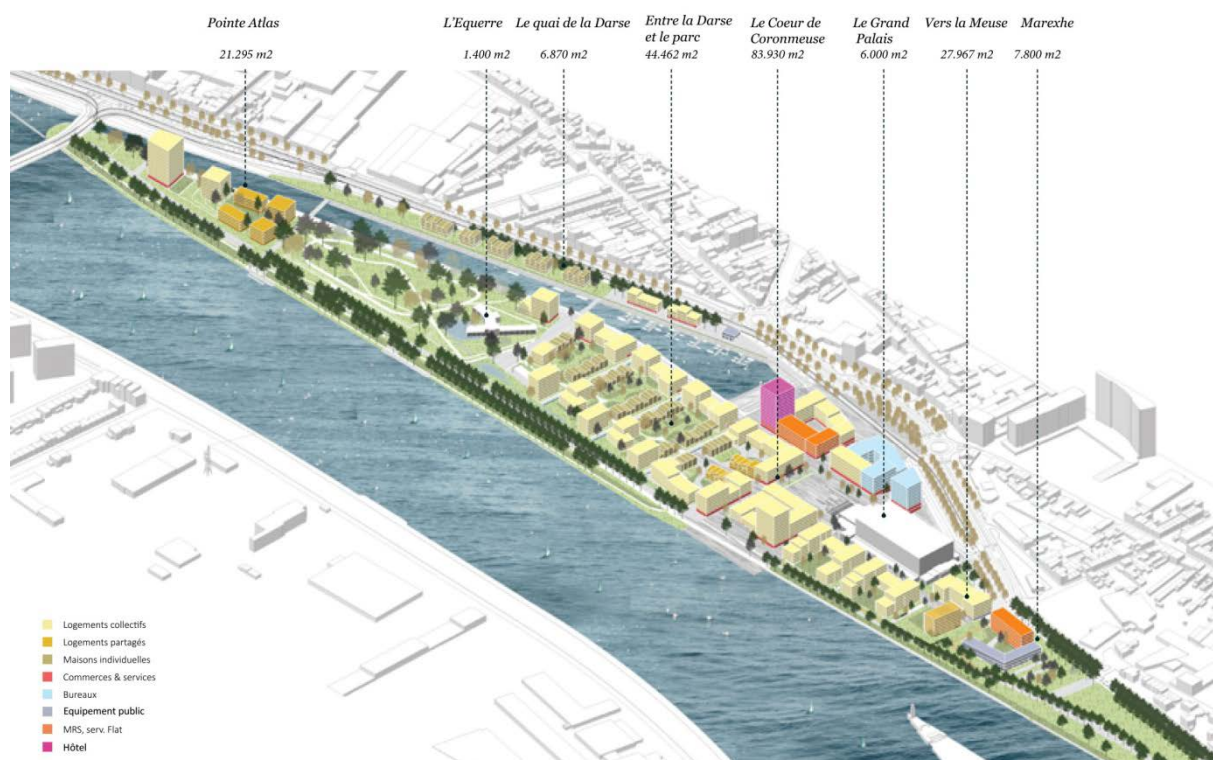 Pointe Atlas
21.295 m2
L'Equerre
1.400 m2
Le quai de la Darse
6.870 m2
Entre la Darse
et le parc
44.462 m2
Le Coeur de
Coronmeuse
83.930 m2
Le Grand
Palais
6.000 m2
Vers la Meuse
27.967 m2
Marexhe
7.800 m2
Logements collectifs
Logements partagés
Maisons individuelles
Commerces & services
Bureaux
Equipement public
MRS, serv. Flat
Hôtel